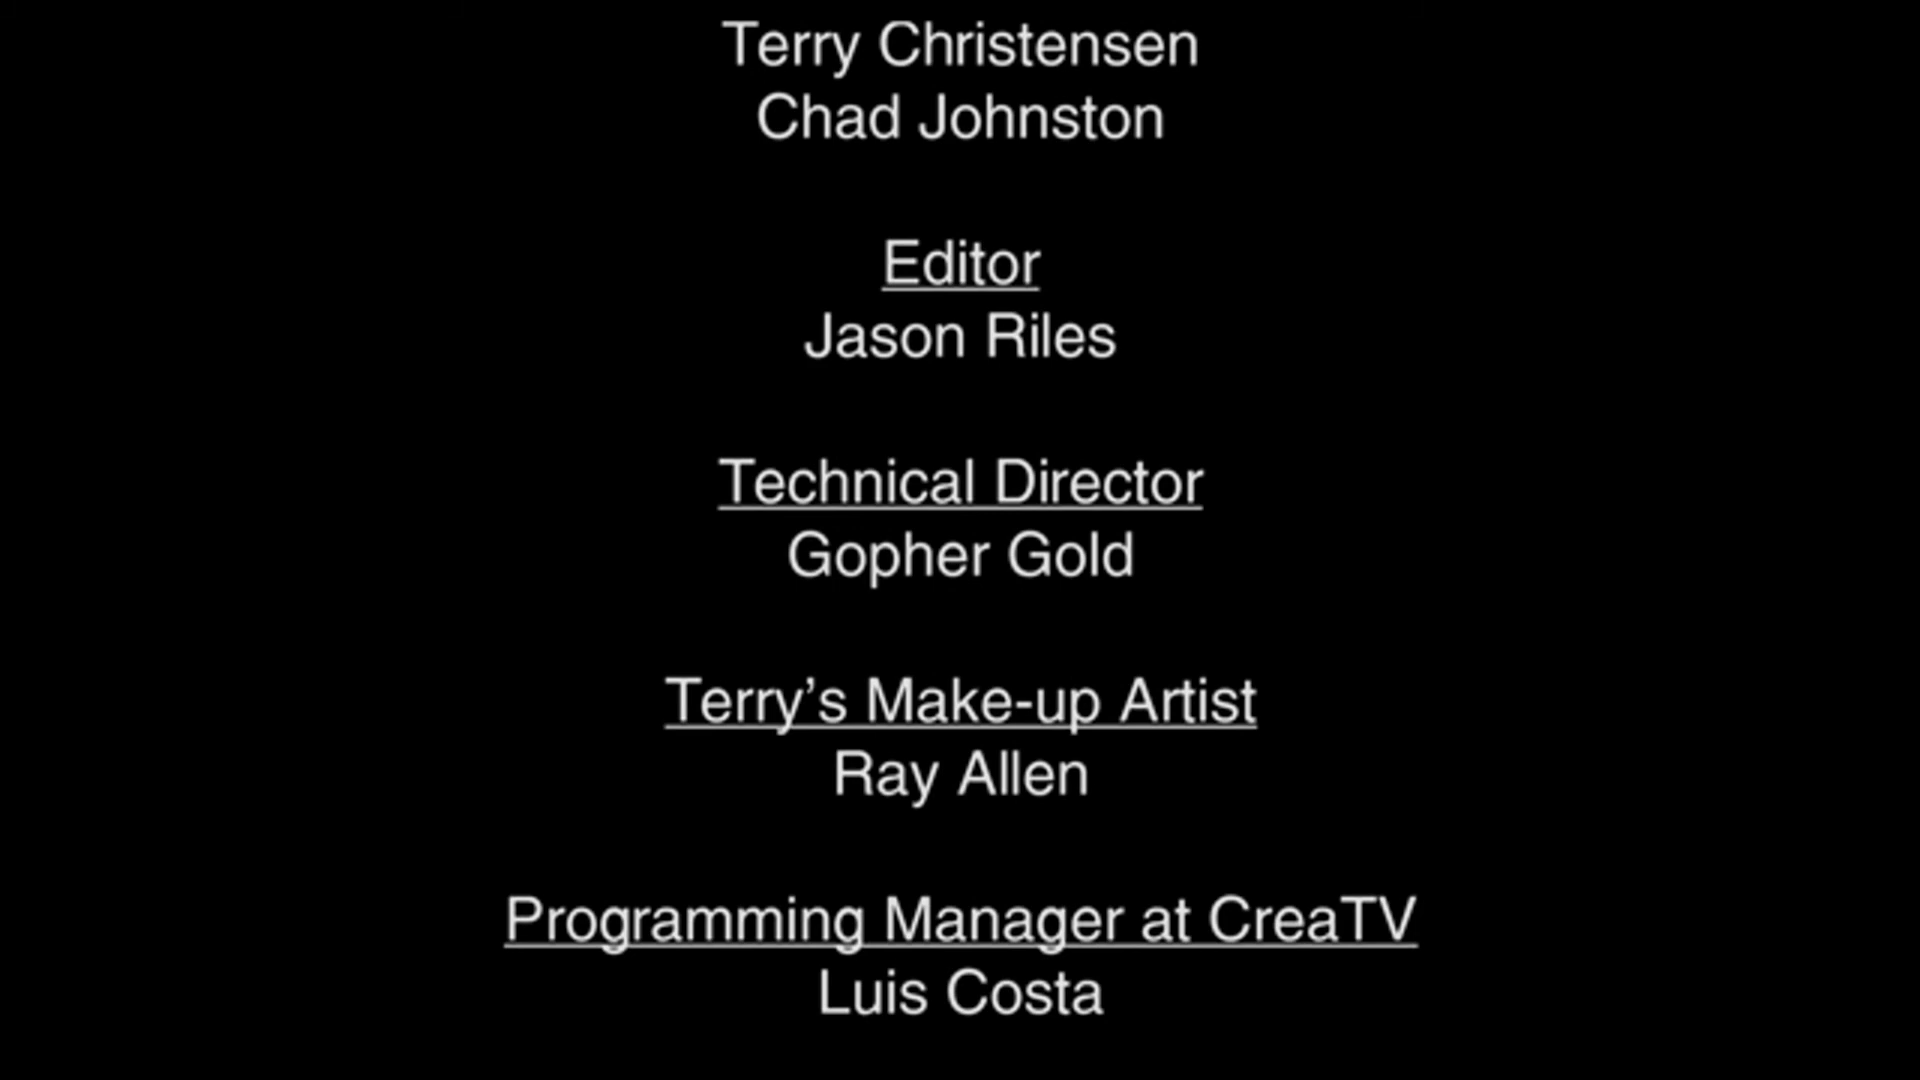 Terry Christensen
Chad Johnston
Editor
Jason Riles
Technical Director
Gopher Gold
Terry’s Make-up Artist
Ray Allen
Programming Manager at CreaTV
Luis Costa